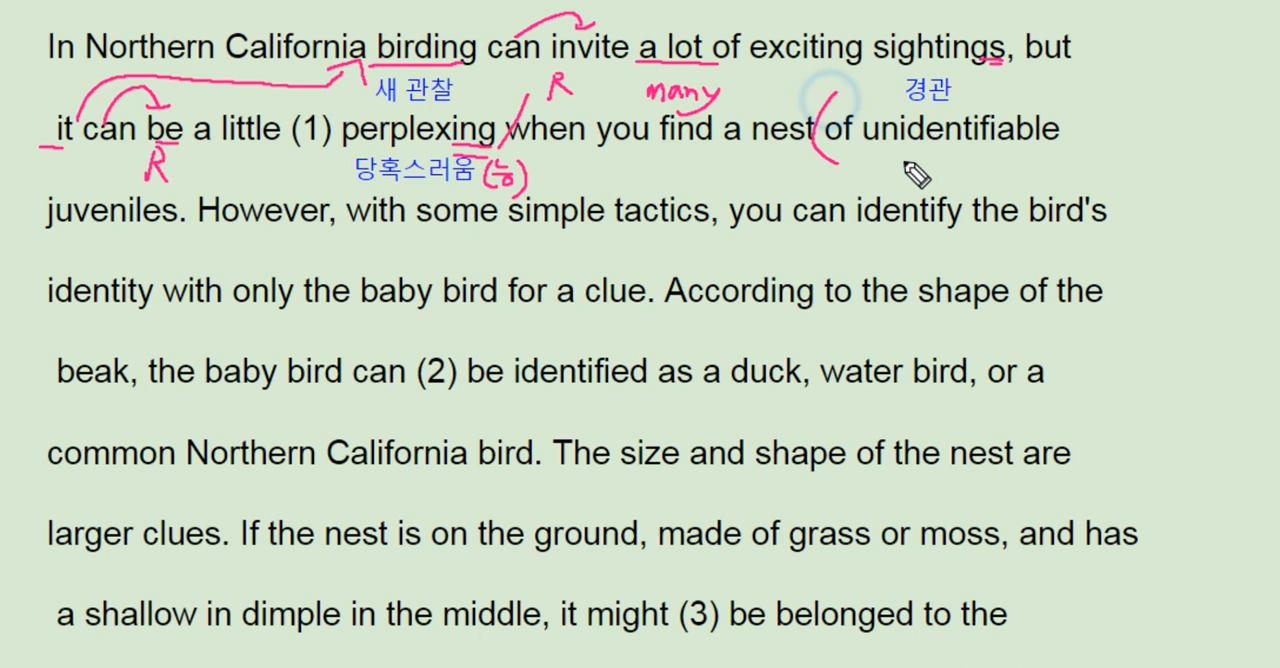 In Northern California birding can invite a lot of exciting sightings, but
새 관찰 R many 경관
it can be a little (1) perplexing when you find a nest of unidentifiable
R 당혹스러움 (능)
juveniles. However, with some simple tactics, you can identify the bird's
identity with only the baby bird for a clue. According to the shape of the
beak, the baby bird can (2) be identified as a duck, water bird, or a
common Northern California bird. The size and shape of the nest are
larger clues. If the nest is on the ground, made of grass or moss, and has
a shallow in dimple in the middle, it might (3) be belonged to the